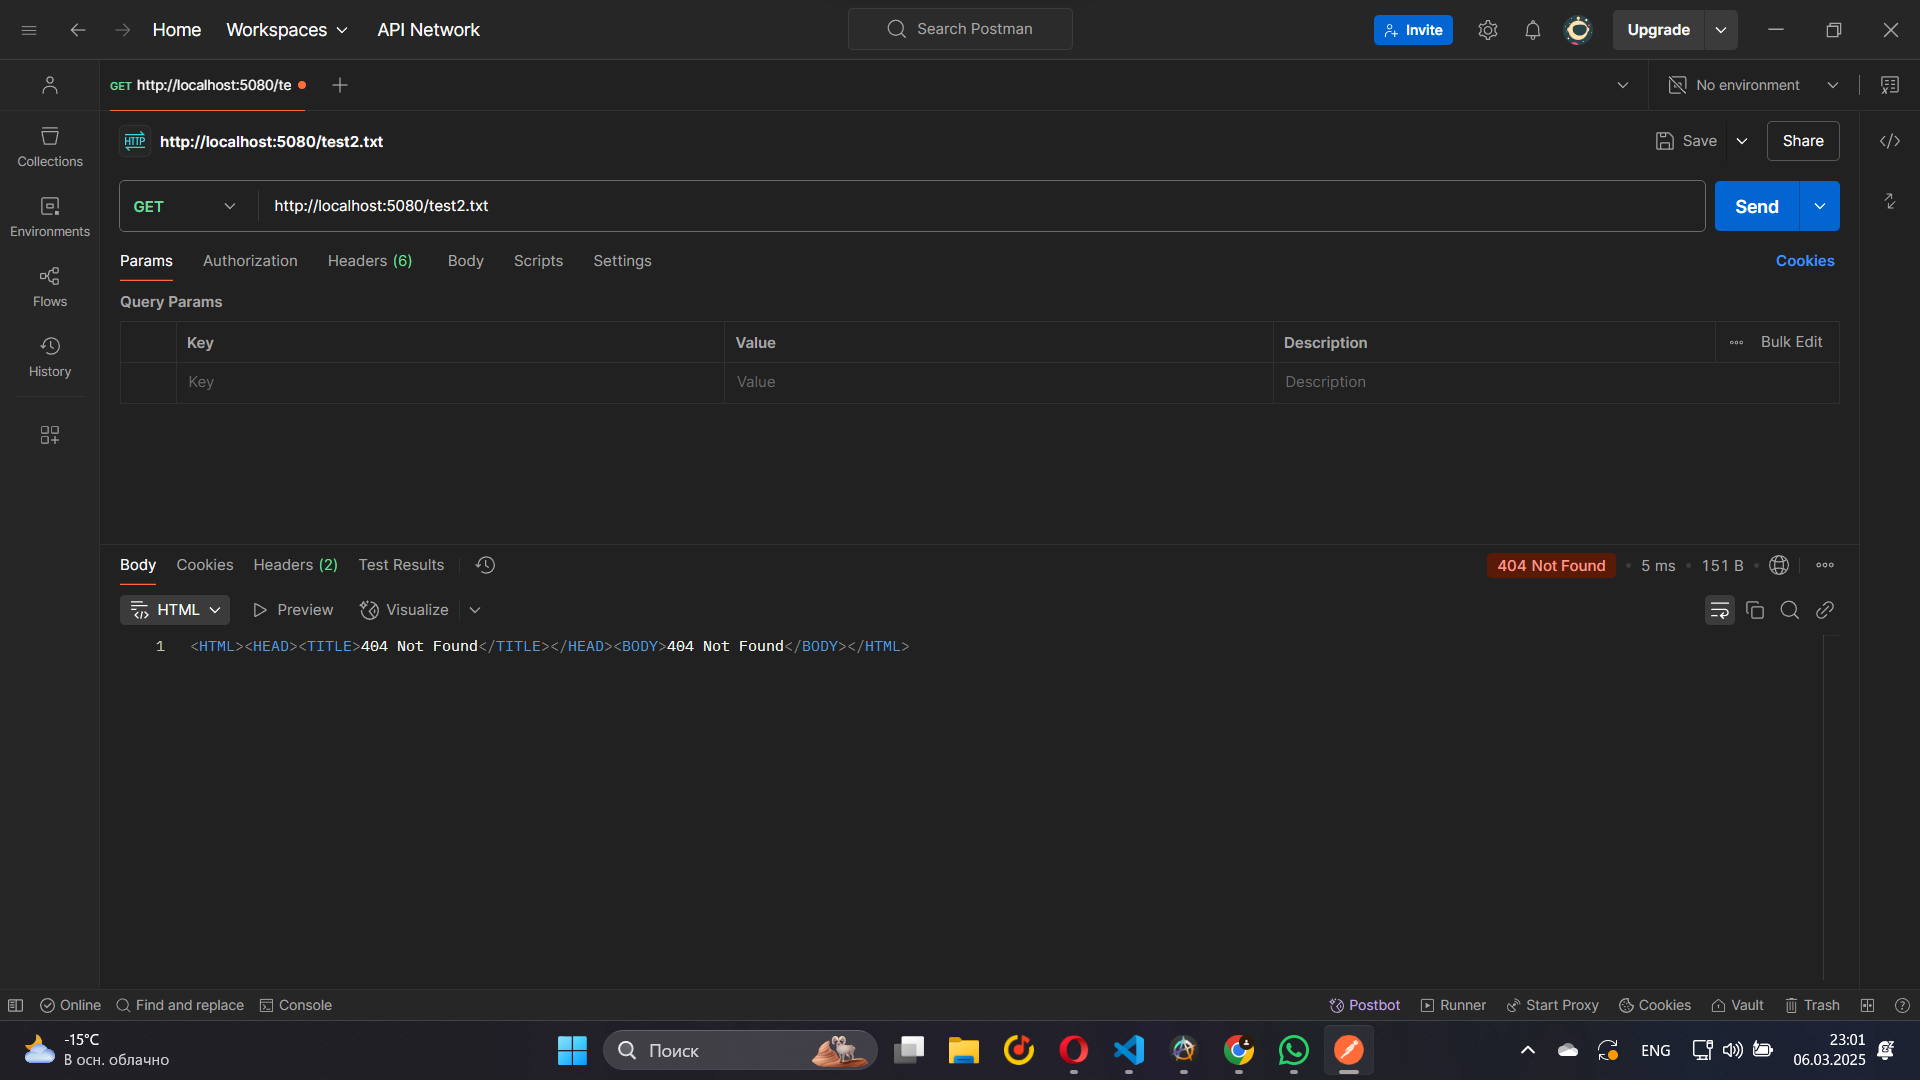 Home Workspaces API Network Search Postman Invite Upgrade
GET http://localhost:5080/te No environment
HTTP http://localhost:5080/test2.txt Save Share
Collections
Environments
Flows
History
GET http://localhost:5080/test2.txt Send
Params Authorization Headers (6) Body Scripts Settings Cookies
Query Params
Key Value Description Bulk Edit
Key Value Description
Body Cookies Headers (2) Test Results 404 Not Found 5 ms 151 B
HTML Preview Visualize
1 <HTML><HEAD><TITLE>404 Not Found</TITLE></HEAD><BODY>404 Not Found</BODY></HTML>
Online Find and replace Console Postbot Runner Start Proxy Cookies Vault Trash
-15°C
В осн. облачно
Поиск
ENG
23:01
06.03.2025